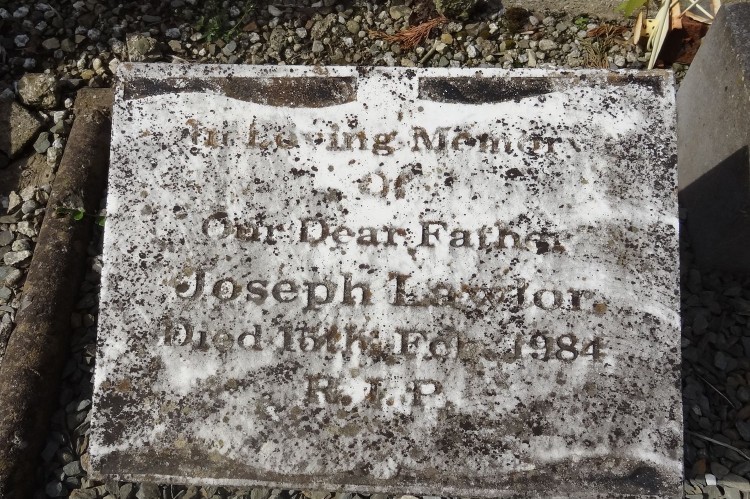 In Loving Memory
Of
Our Dear Father
Joseph Lawlor.
Died 15th Feb. 1984
R. I. P.